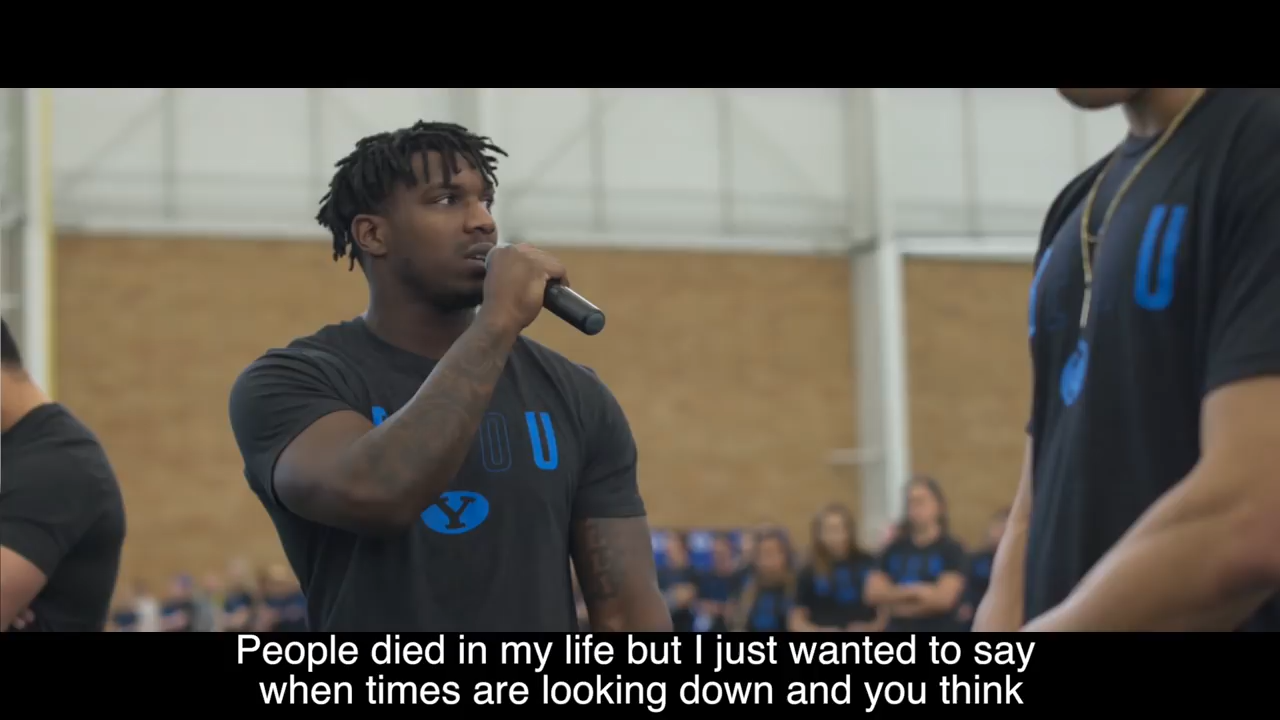 U
U
Y
People died in my life but I just wanted to say
when times are looking down and you think